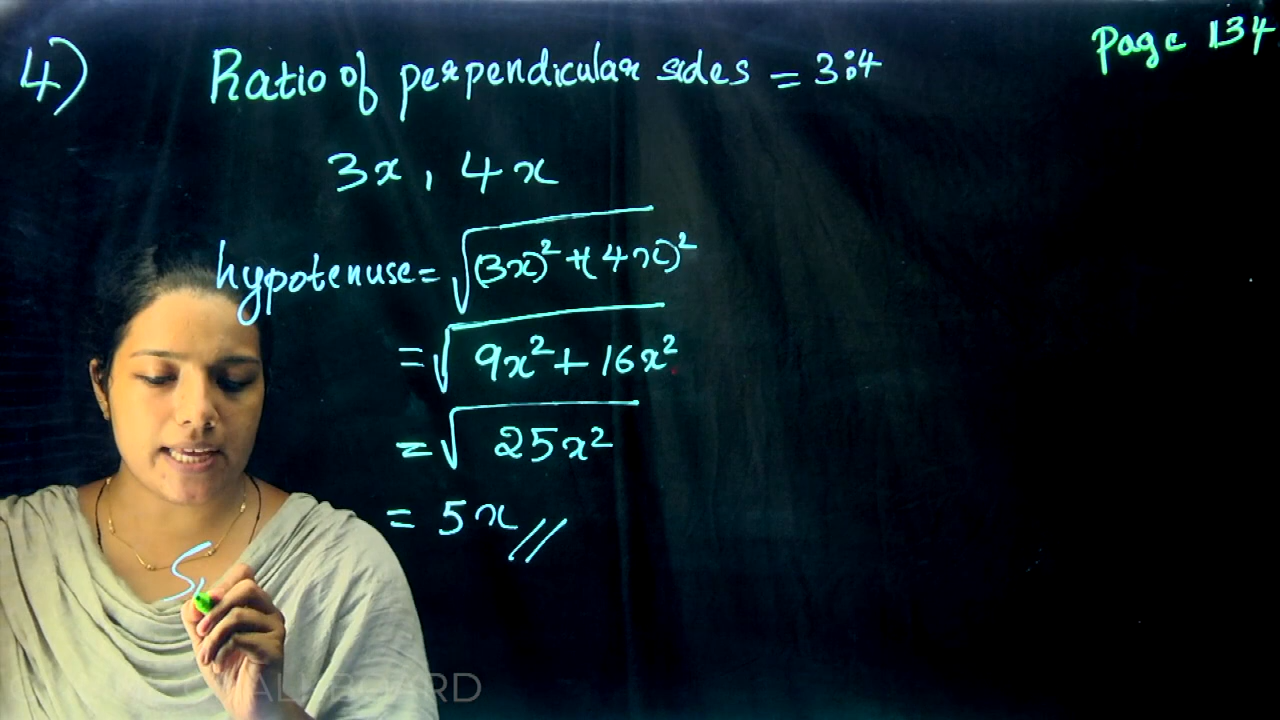 4) Ratio of perpendicular sides = 3:4
Page 134
3x, 4x
hypotenuse = √(3x)² + (4x)²
= √9x² + 16x²
= √25x²
= 5x //
S
BOARD